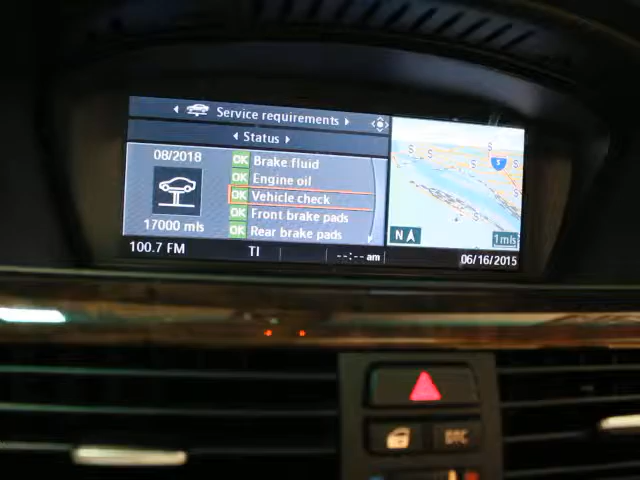 Service requirements
Status
08/2018
17000 mls
OK Brake fluid
OK Engine oil
OK Vehicle check
OK Front brake pads
OK Rear brake pads
S
S
S
S
S
5
N
1mls
100.7 FM
TI
--:-- am
06/16/2015
DTC